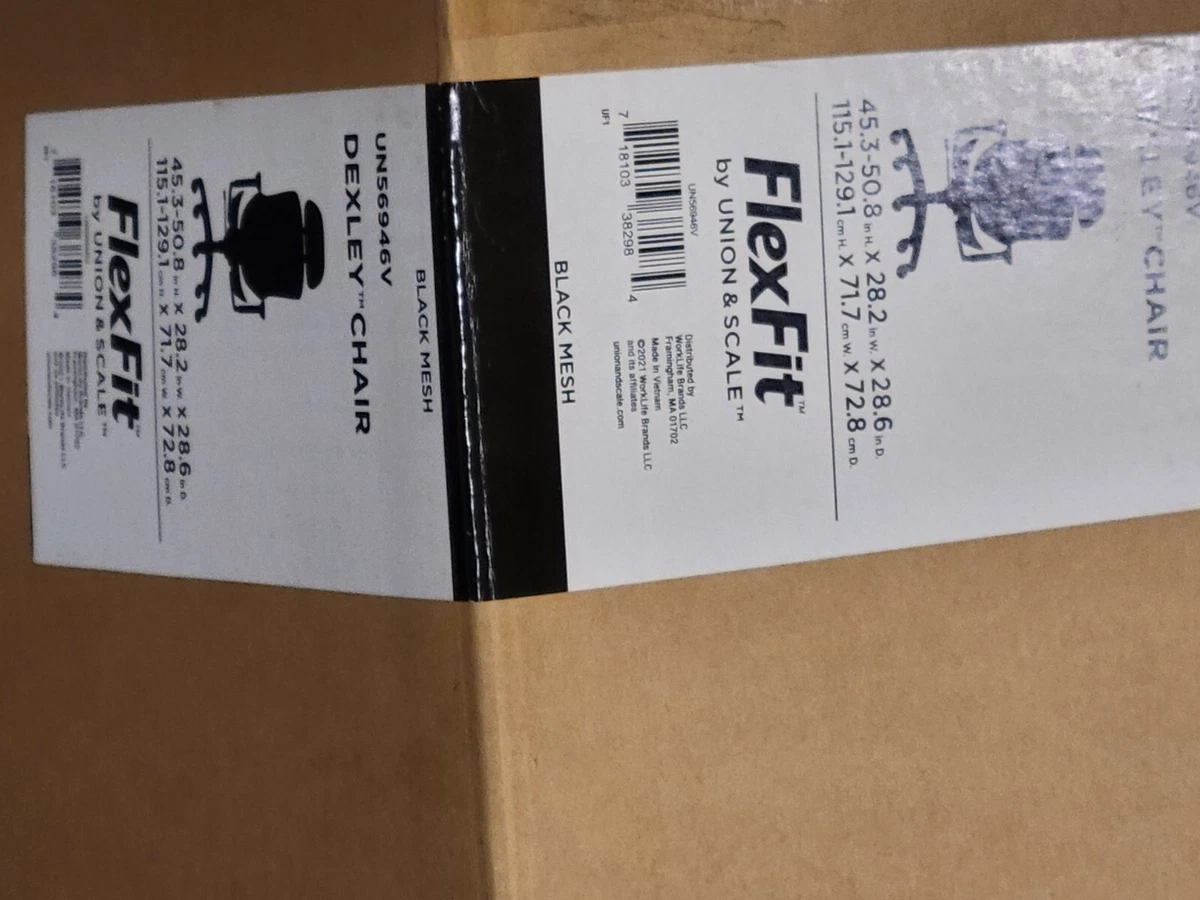 UN56946V
DEXLEY™CHAIR
BLACK MESH
45.3-50.8 in H. X 28.2 in W. X 28.6 in D.
115.1-129.1 cm H. X 71.7 cm W. X 72.8 cm D.
FlexFit™
by UNION & SCALE™
CHAIR
45.3-50.8 in H. X 28.2 in W. X 28.6 in D.
115.1-129.1 cm H. X 71.7 cm W. X 72.8 cm D.
FlexFit™
by UNION & SCALE™
UN56946V
7 18103 38298 4
UF1
Distributed by
WorkLife Brands LLC
Framingham, MA 01702
Made in Vietnam
©2021 WorkLife Brands LLC
and its affiliates
unionandscale.com
BLACK MESH